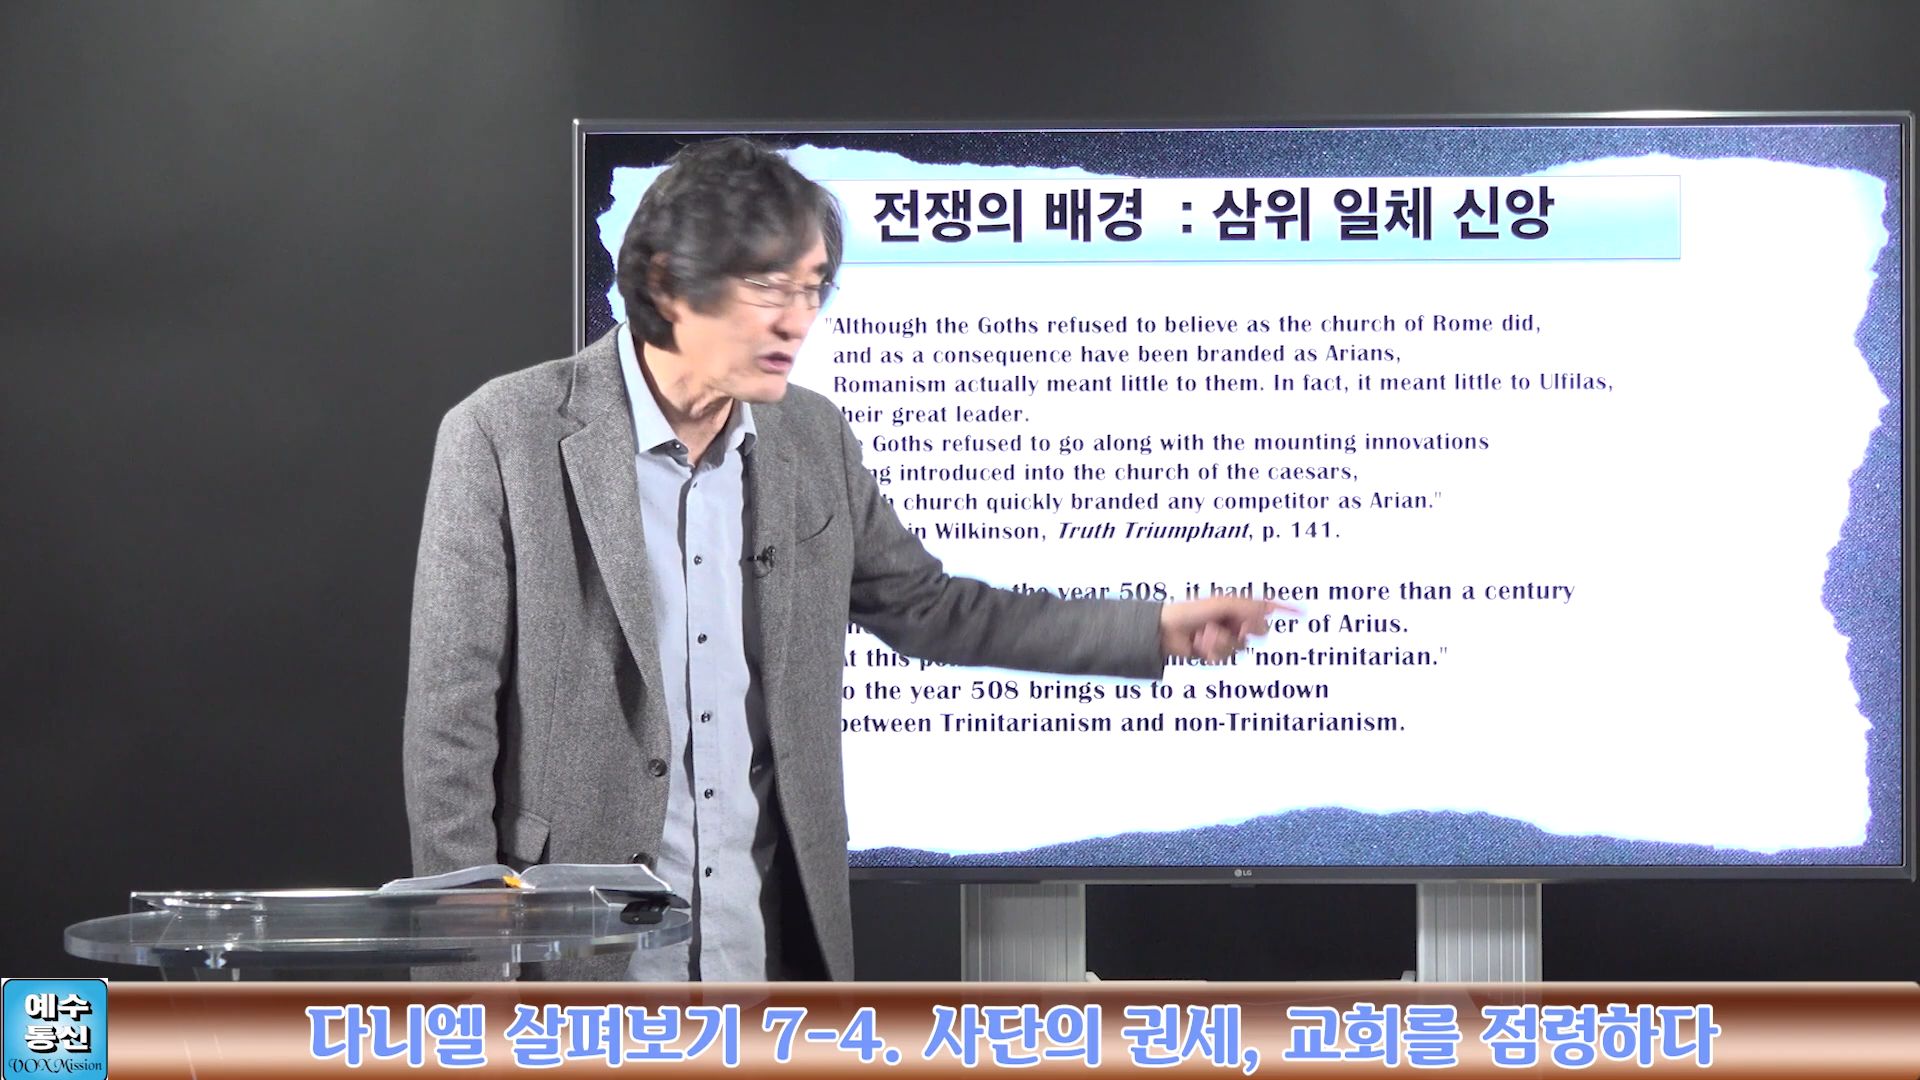 전쟁의 배경 : 삼위 일체 신앙
"Although the Goths refused to believe as the church of Rome did,
and as a consequence have been branded as Arians,
Romanism actually meant little to them. In fact, it meant little to Ulfilas,
great leader.
Goths refused to go along with the mounting innovations
introduced into the church of the caesars,
church quickly branded any competitor as Arian."
Wilkinson, Truth Triumphant, p. 141.
the year 508, it had been more than a century
of Arius.
this "non-trinitarian."
the year 508 brings us to a showdown
between Trinitarianism and non-Trinitarianism.
LG
예수
통신
VOX Mission
다니엘 살펴보기 7-4. 사단의 권세, 교회를 점령하다